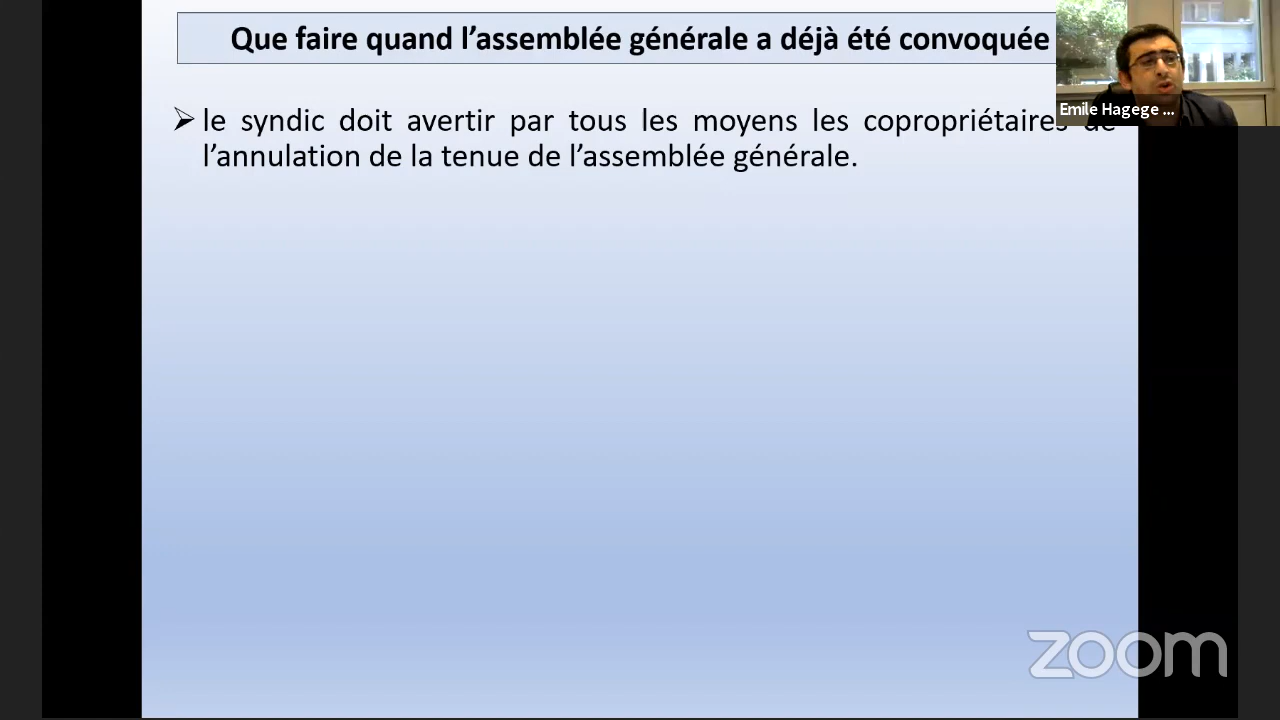 Que faire quand l’assemblée générale a déjà été convoquée
Emile Hagege ...
➢ le syndic doit avertir par tous les moyens les copropriétaires de
l’annulation de la tenue de l’assemblée générale.
zoom